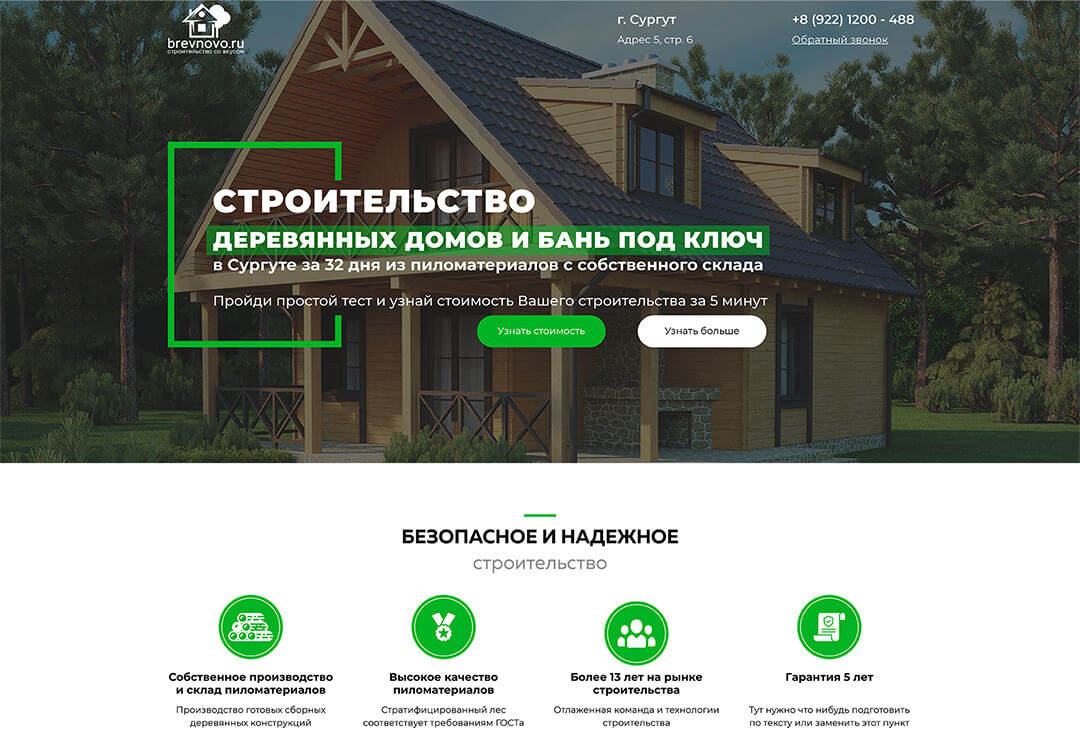 brevnovo.ru
строительство со вкусом
г. Сургут
Адрес 5, стр. 6
+8 (922) 1200 - 488
Обратный звонок
СТРОИТЕЛЬСТВО
ДЕРЕВЯННЫХ ДОМОВ И БАНЬ ПОД КЛЮЧ
в Сургуте за 32 дня из пиломатериалов с собственного склада
Пройди простой тест и узнай стоимость Вашего строительства за 5 минут
Узнать стоимость
Узнать больше
БЕЗОПАСНОЕ И НАДЕЖНОЕ
строительство
Собственное производство
и склад пиломатериалов
Производство готовых сборных
деревянных конструкций
Высокое качество
пиломатериалов
Стратифицированный лес
соответствует требованиям ГОСТа
Более 13 лет на рынке
строительства
Отлаженная команда и технологии
строительства
Гарантия 5 лет
Тут нужно что нибудь подготовить
по тексту или заменить этот пункт